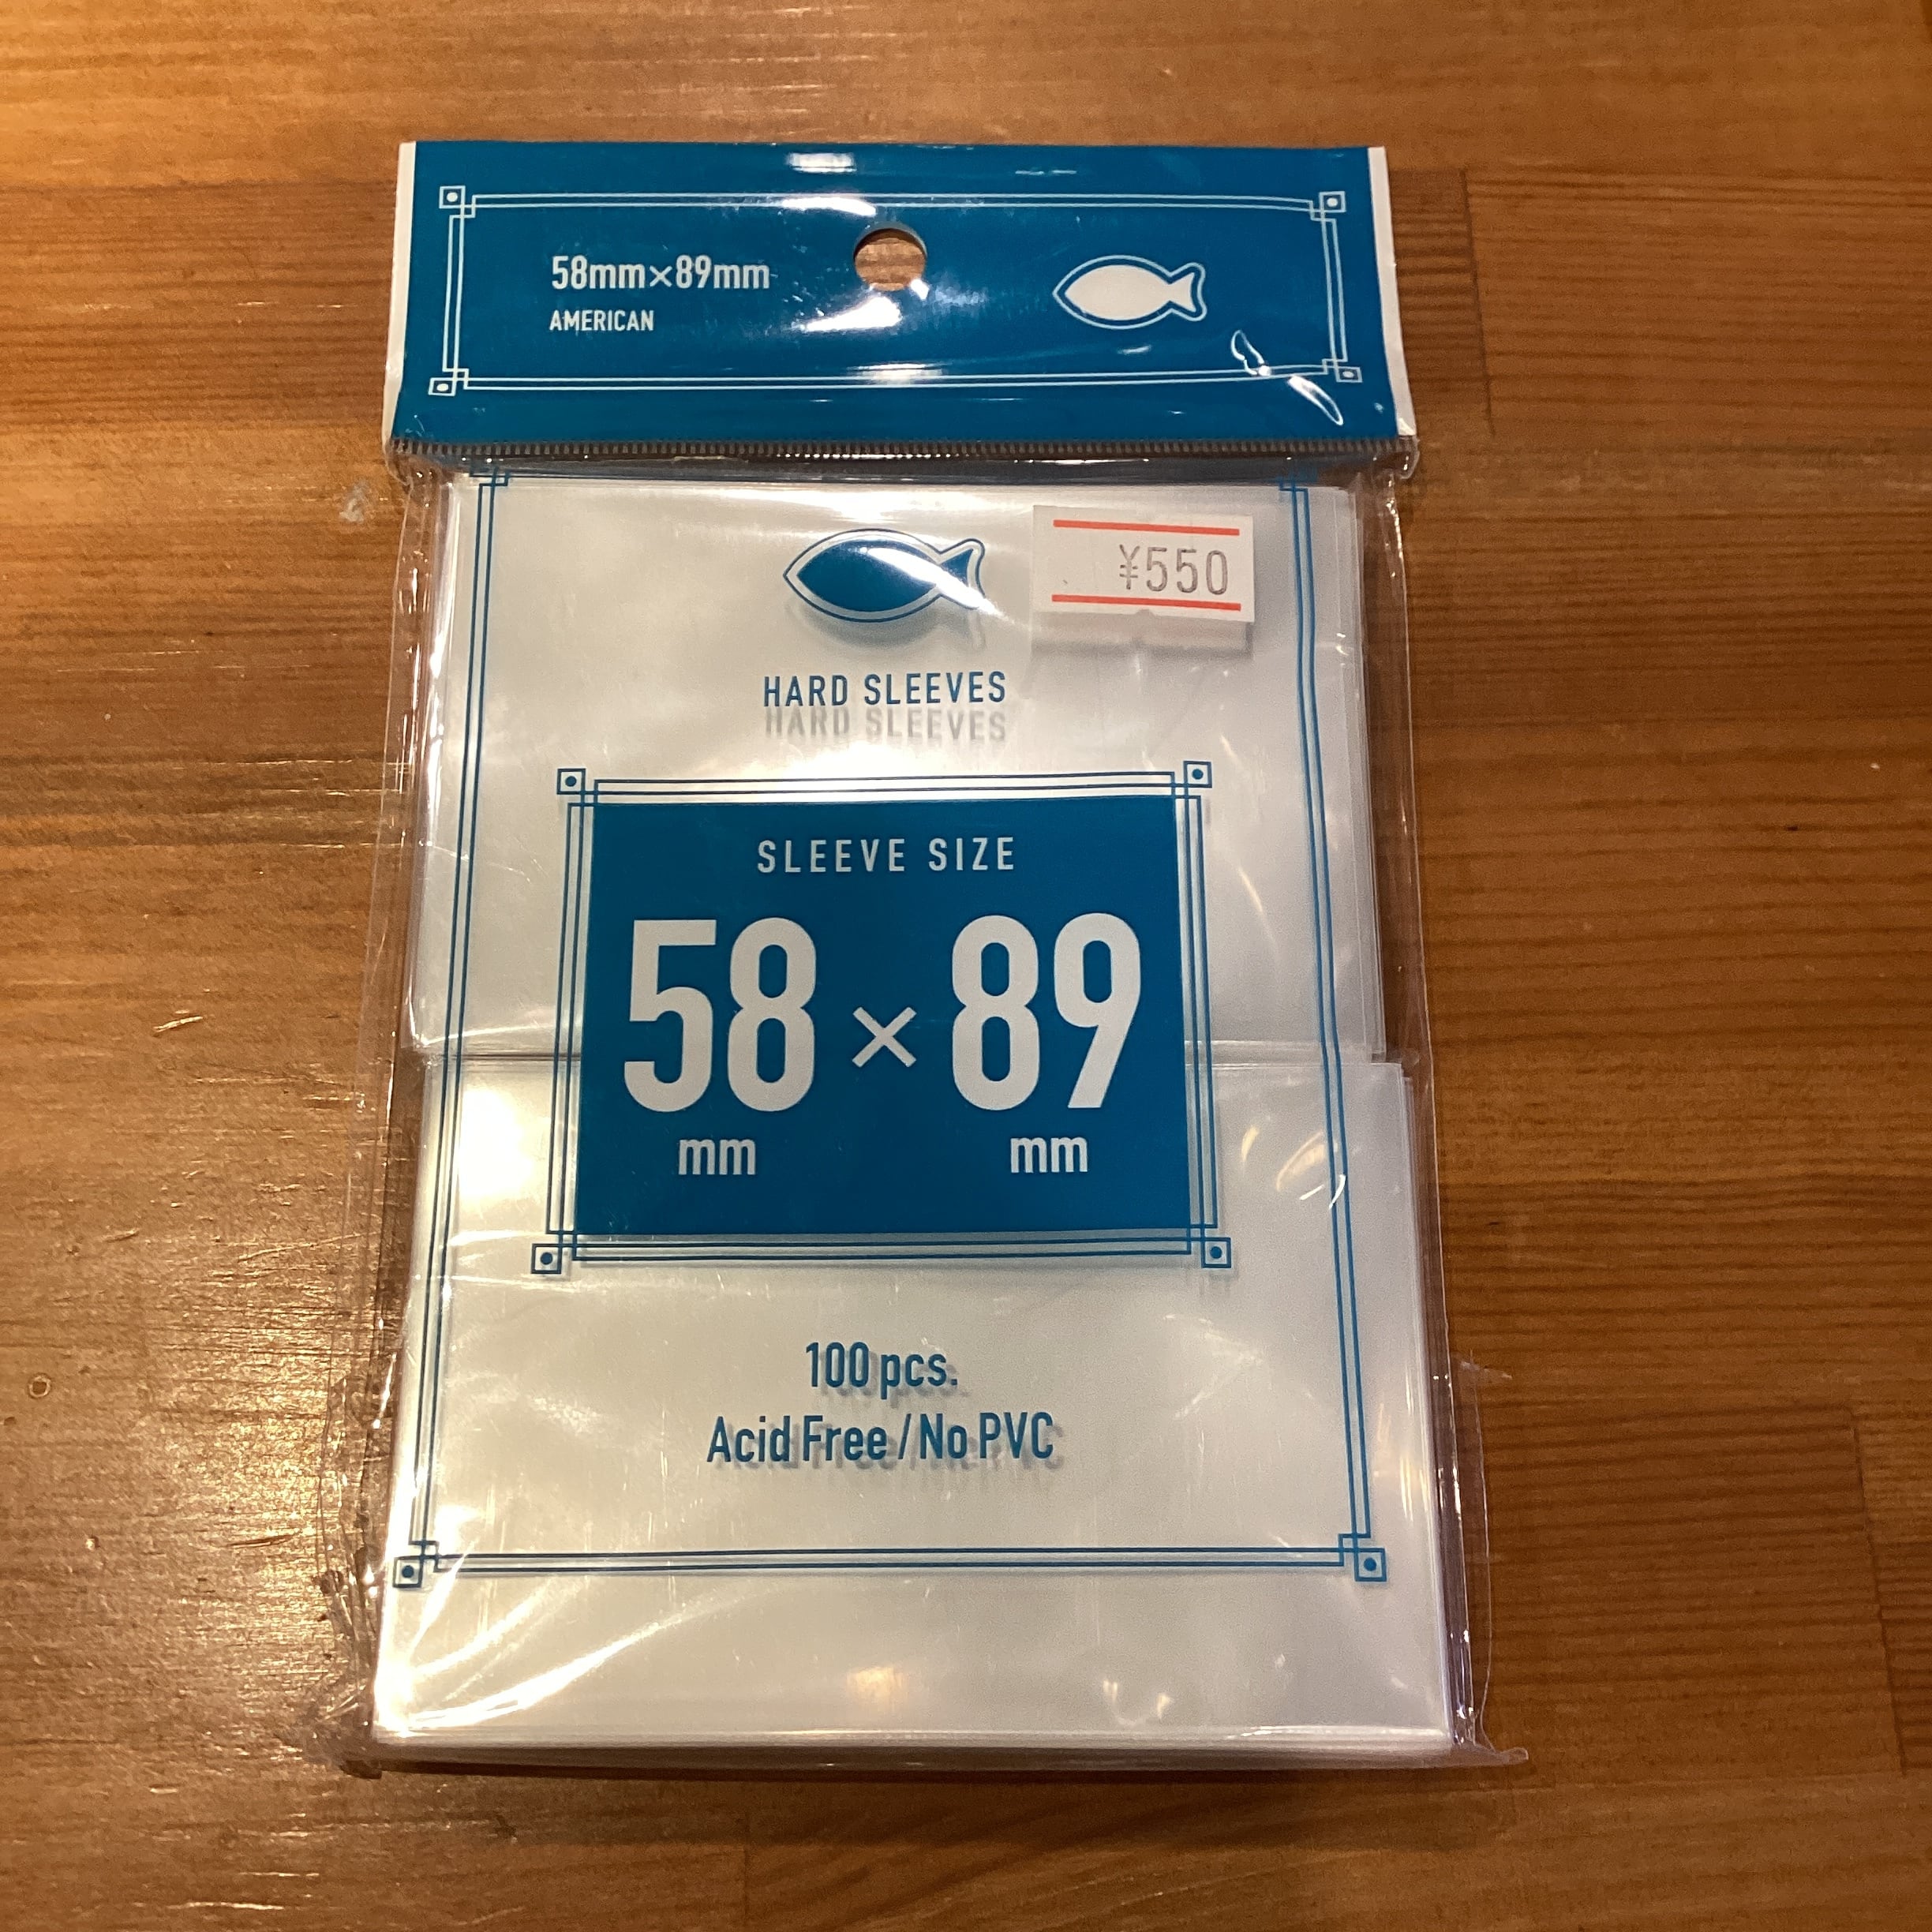 58mm×89mm
AMERICAN
¥550
HARD SLEEVES
SLEEVE SIZE
58 × 89
mm mm
100 pcs.
Acid Free / No PVC